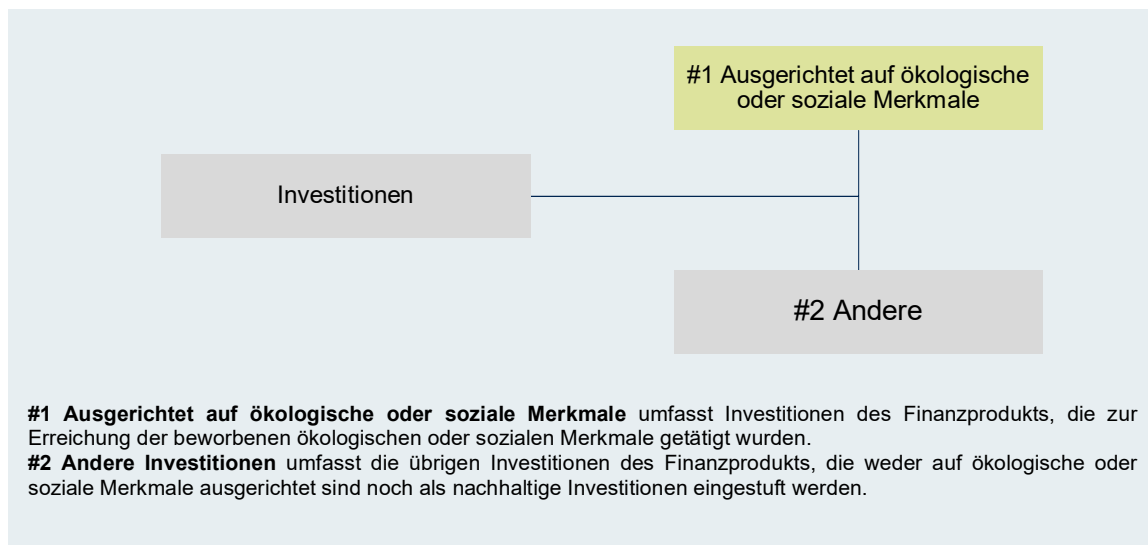 #1 Ausgerichtet auf ökologische
oder soziale Merkmale
Investitionen
#2 Andere
#1 Ausgerichtet auf ökologische oder soziale Merkmale umfasst Investitionen des Finanzprodukts, die zur
Erreichung der beworbenen ökologischen oder sozialen Merkmale getätigt wurden.
#2 Andere Investitionen umfasst die übrigen Investitionen des Finanzprodukts, die weder auf ökologische oder
soziale Merkmale ausgerichtet sind noch als nachhaltige Investitionen eingestuft werden.